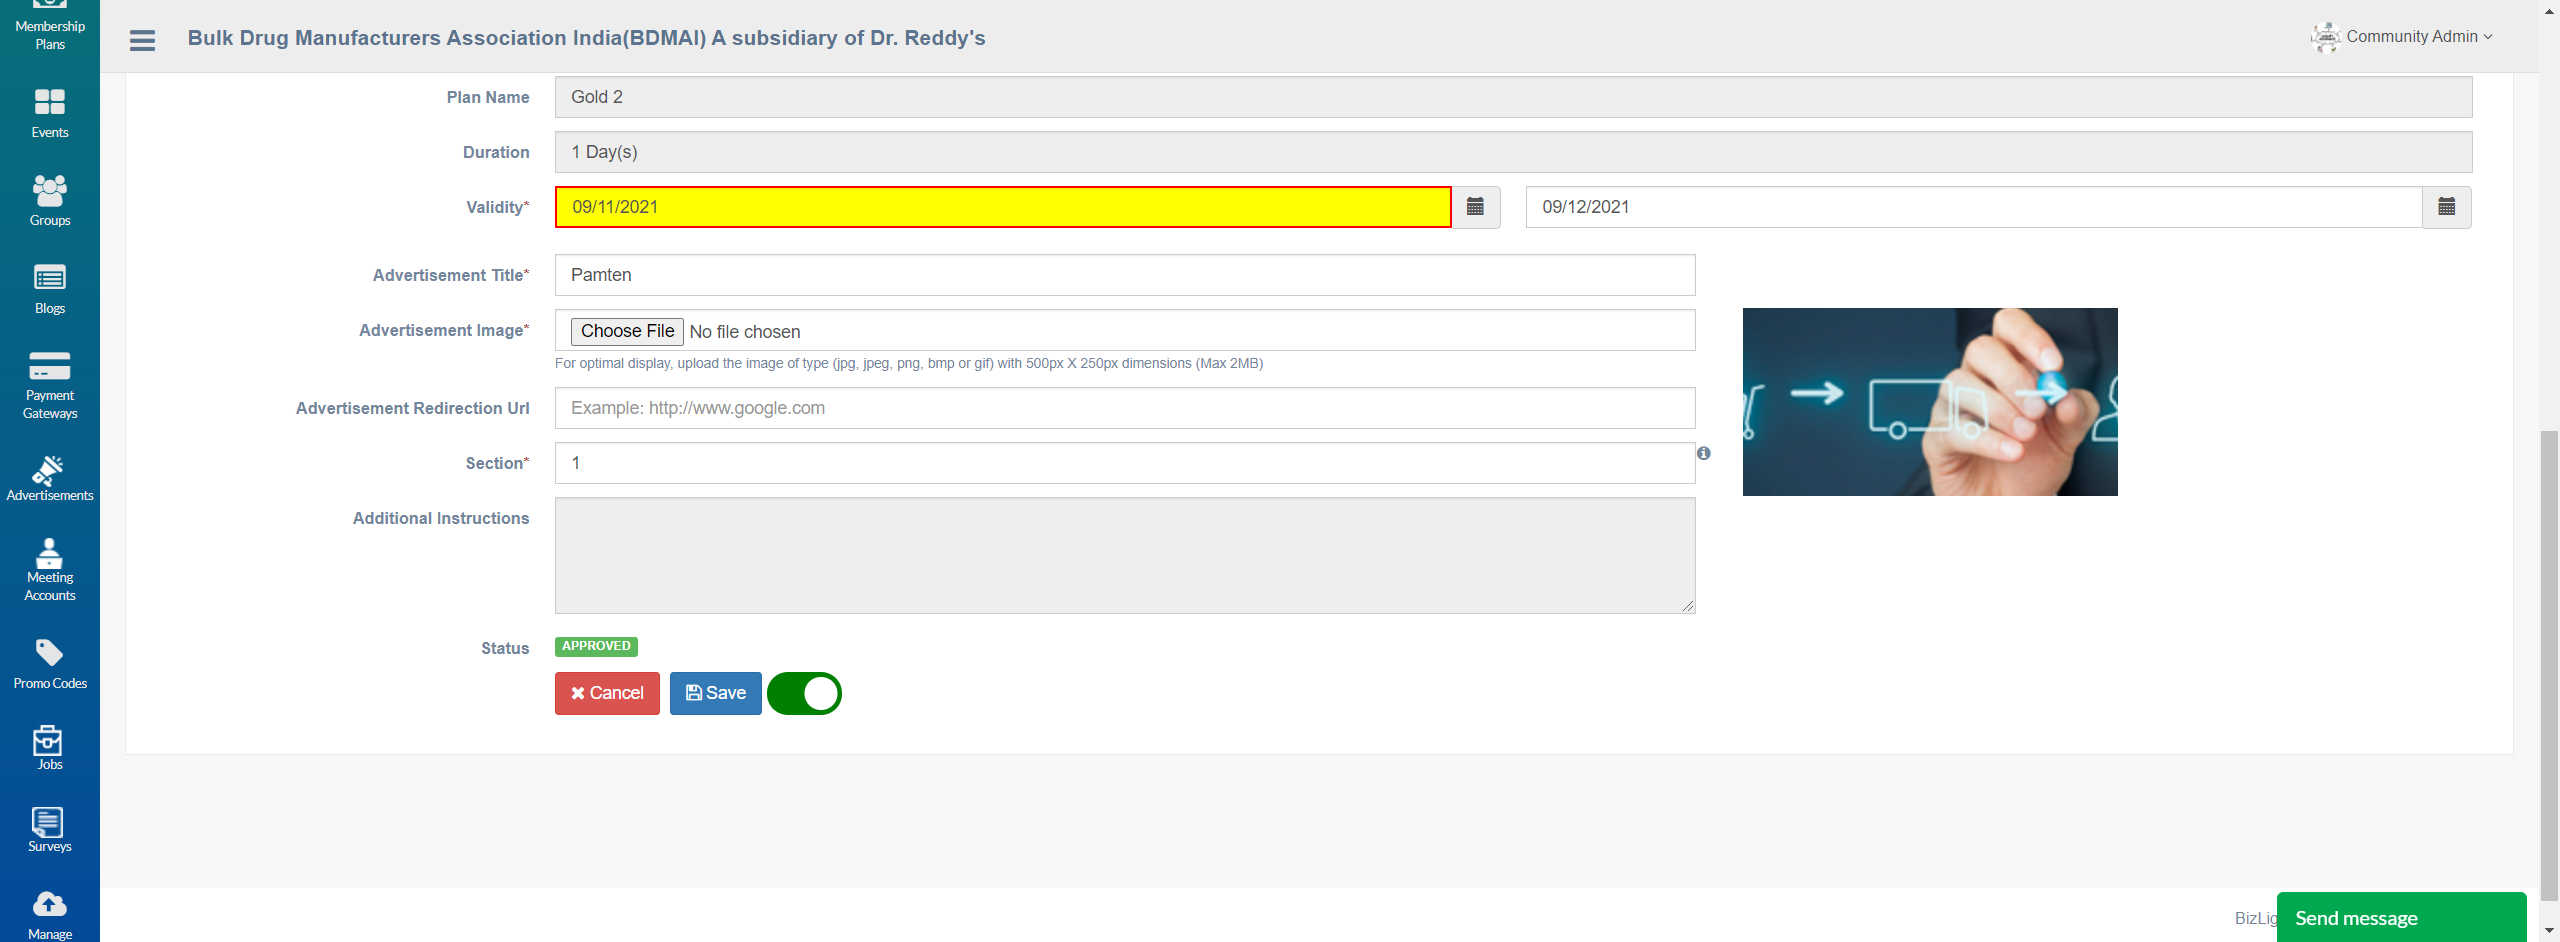 Membership
Plans
Events
Groups
Blogs
Payment
Gateways
Advertisements
Meeting
Accounts
Promo Codes
Jobs
Surveys
Manage
Bulk Drug Manufacturers Association India(BDMAI) A subsidiary of Dr. Reddy's
Community Admin
Plan Name
Gold 2
Duration
1 Day(s)
Validity*
09/11/2021
09/12/2021
Advertisement Title*
Pamten
Advertisement Image*
Choose File No file chosen
For optimal display, upload the image of type (jpg, jpeg, png, bmp or gif) with 500px X 250px dimensions (Max 2MB)
Advertisement Redirection Url
Example: http://www.google.com
Section*
1
Additional Instructions
Status
APPROVED
Cancel
Save
BizLig
Send message